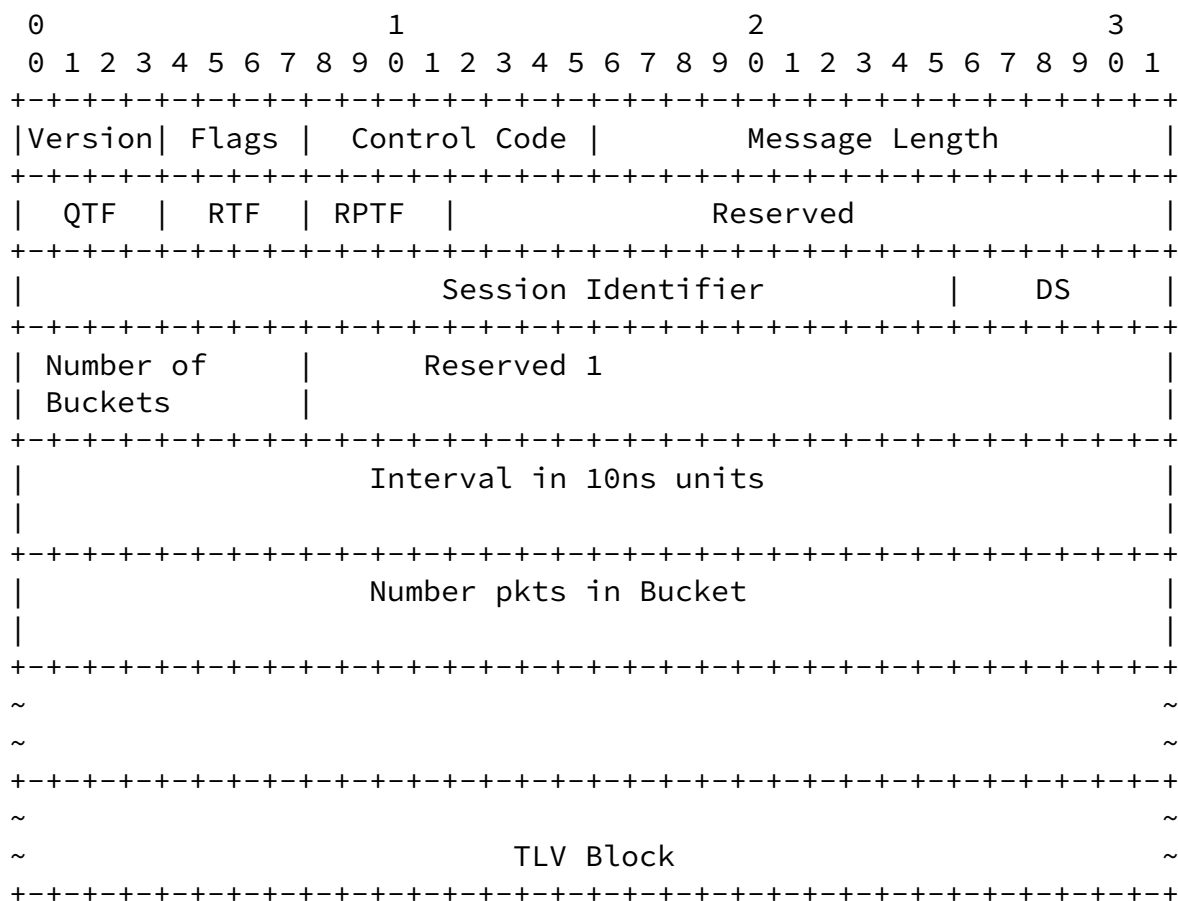 0                   1                   2                   3
 0 1 2 3 4 5 6 7 8 9 0 1 2 3 4 5 6 7 8 9 0 1 2 3 4 5 6 7 8 9 0 1
+-+-+-+-+-+-+-+-+-+-+-+-+-+-+-+-+-+-+-+-+-+-+-+-+-+-+-+-+-+-+-+-+
|Version| Flags |  Control Code |        Message Length         |
+-+-+-+-+-+-+-+-+-+-+-+-+-+-+-+-+-+-+-+-+-+-+-+-+-+-+-+-+-+-+-+-+
|  QTF  |  RTF  | RPTF  |              Reserved                 |
+-+-+-+-+-+-+-+-+-+-+-+-+-+-+-+-+-+-+-+-+-+-+-+-+-+-+-+-+-+-+-+-+
|                       Session Identifier          |    DS     |
+-+-+-+-+-+-+-+-+-+-+-+-+-+-+-+-+-+-+-+-+-+-+-+-+-+-+-+-+-+-+-+-+
| Number of     |      Reserved 1                               |
| Buckets       |                                               |
+-+-+-+-+-+-+-+-+-+-+-+-+-+-+-+-+-+-+-+-+-+-+-+-+-+-+-+-+-+-+-+-+
|                   Interval in 10ns units                      |
|                                                               |
+-+-+-+-+-+-+-+-+-+-+-+-+-+-+-+-+-+-+-+-+-+-+-+-+-+-+-+-+-+-+-+-+
|                   Number pkts in Bucket                       |
|                                                               |
+-+-+-+-+-+-+-+-+-+-+-+-+-+-+-+-+-+-+-+-+-+-+-+-+-+-+-+-+-+-+-+-+
~                                                               ~
~                                                               ~
+-+-+-+-+-+-+-+-+-+-+-+-+-+-+-+-+-+-+-+-+-+-+-+-+-+-+-+-+-+-+-+-+
~                                                               ~
~                           TLV Block                           ~
+-+-+-+-+-+-+-+-+-+-+-+-+-+-+-+-+-+-+-+-+-+-+-+-+-+-+-+-+-+-+-+-+